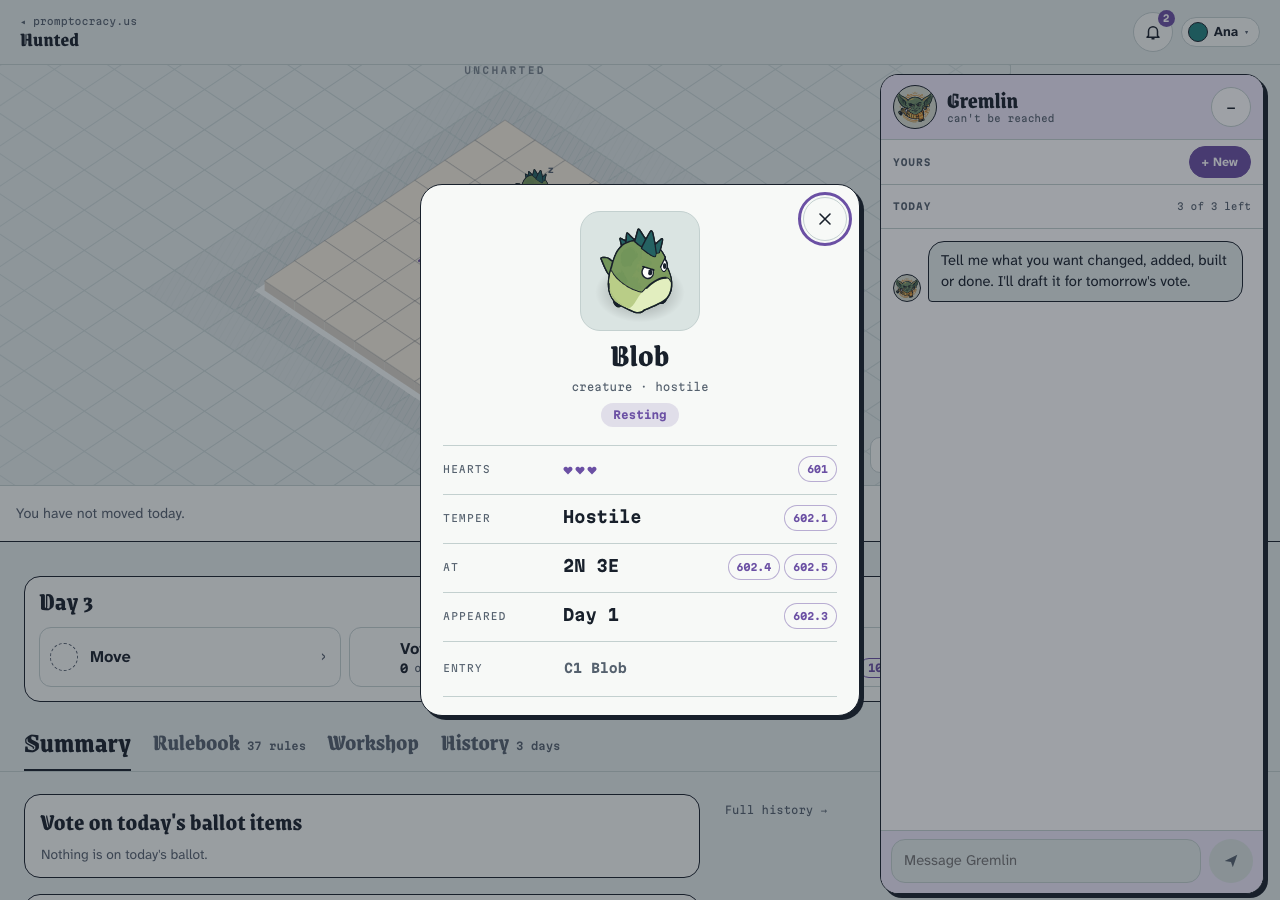 ◂ promptocracy.us
Hunted
2
Ana ▾
UNCHARTED
z
Gremlin
can't be reached
–
YOURS
+ New
TODAY
3 of 3 left
Tell me what you want changed, added, built
or done. I'll draft it for tomorrow's vote.
Blob
creature · hostile
Resting
HEARTS
601
TEMPER
Hostile
602.1
AT
2N 3E
602.4
602.5
APPEARED
Day 1
602.3
ENTRY
C1 Blob
You have not moved today.
Day 3
Move ›
0
Summary
Rulebook 37 rules
Workshop
History 3 days
Vote on today's ballot items
Nothing is on today's ballot.
Full history →
Message Gremlin